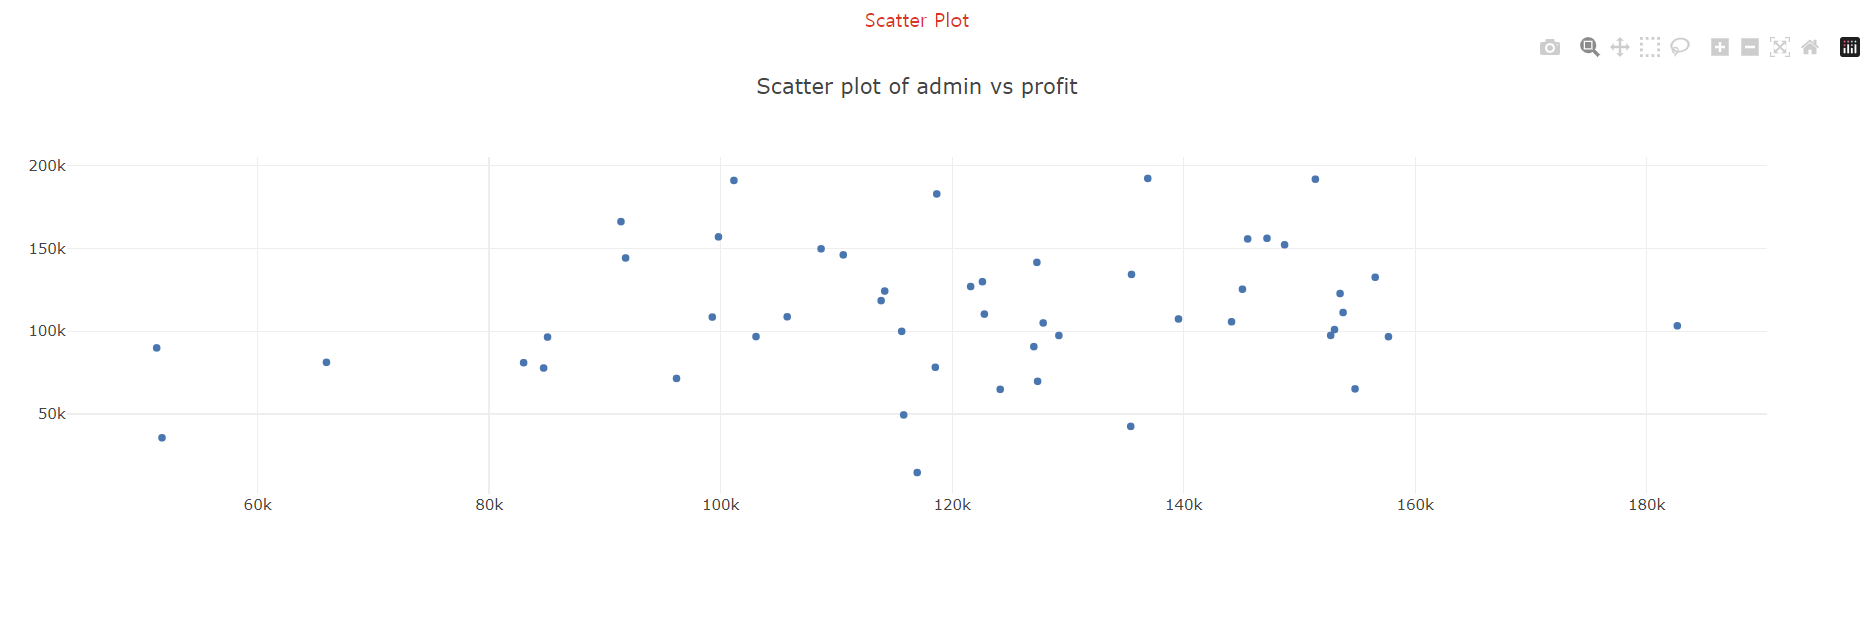 Scatter Plot
Scatter plot of admin vs profit
200k
150k
100k
50k
60k 80k 100k 120k 140k 160k 180k